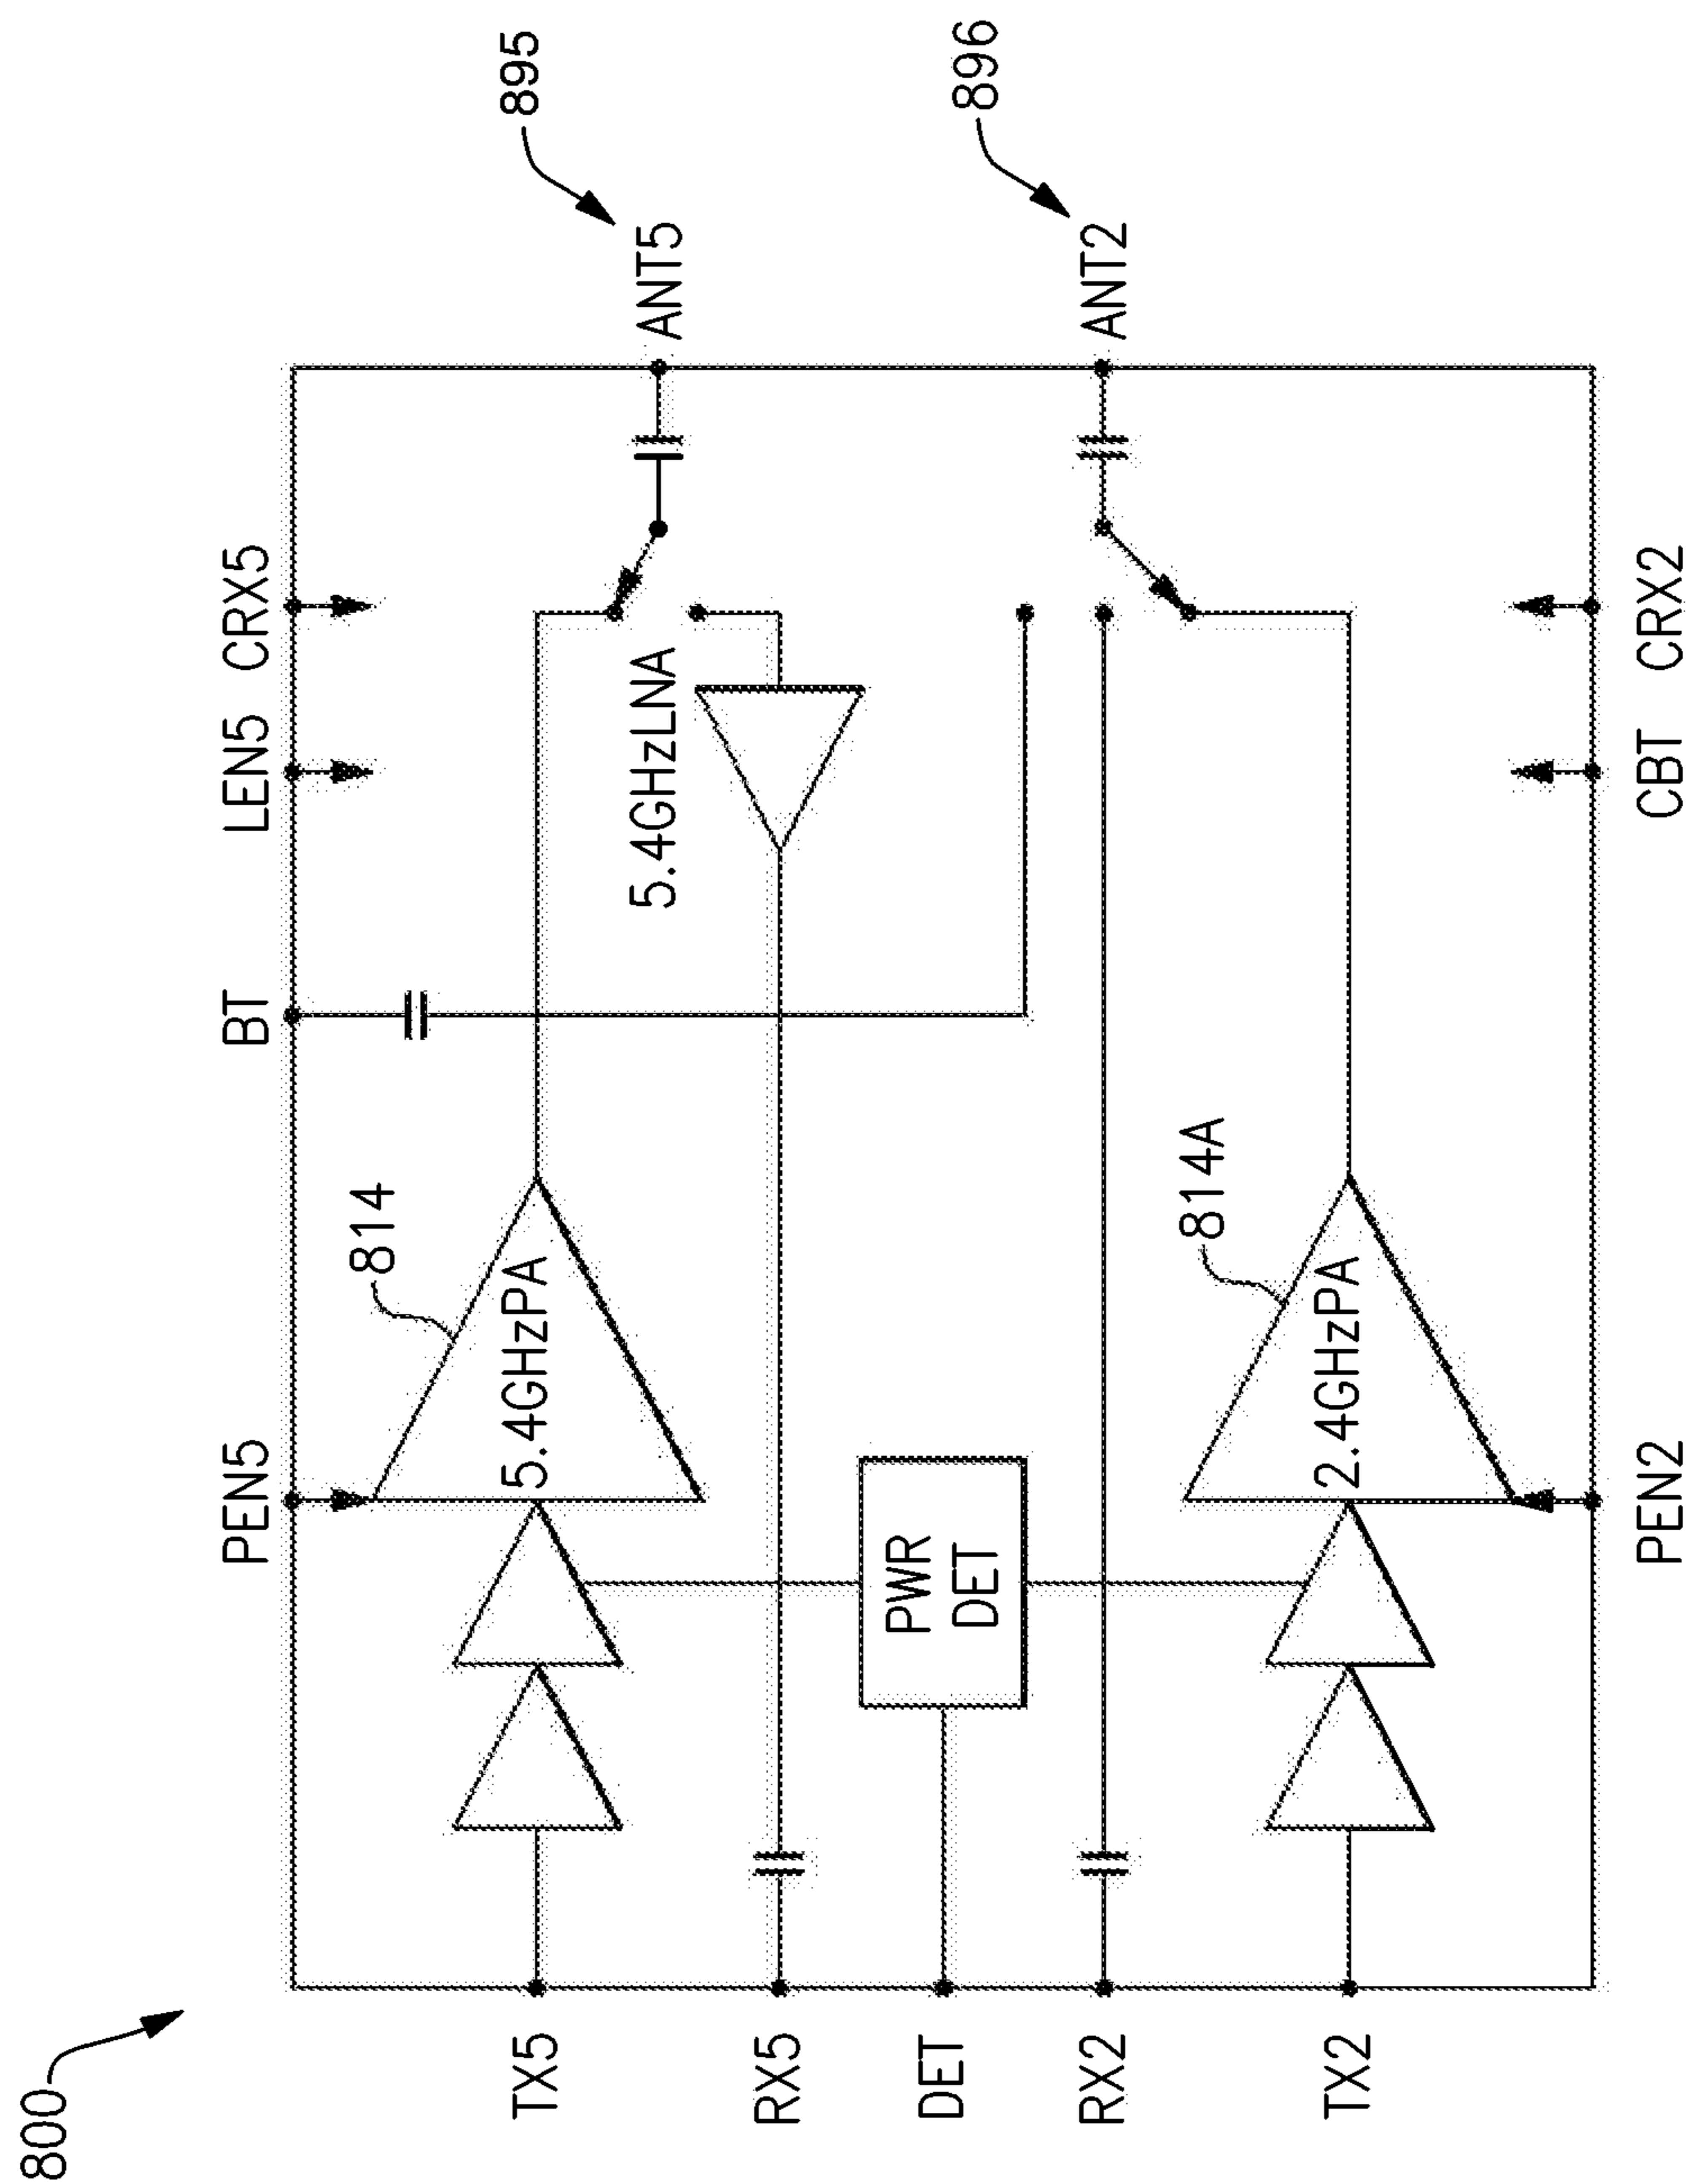 800
PEN5
BT
LEN5
CRX5
814
895
TX5
5.4GHzPA
5.4GHzLNA
ANT5
RX5
PWR
DET
DET
896
RX2
ANT2
814A
TX2
2.4GHzPA
PEN2
CBT
CRX2